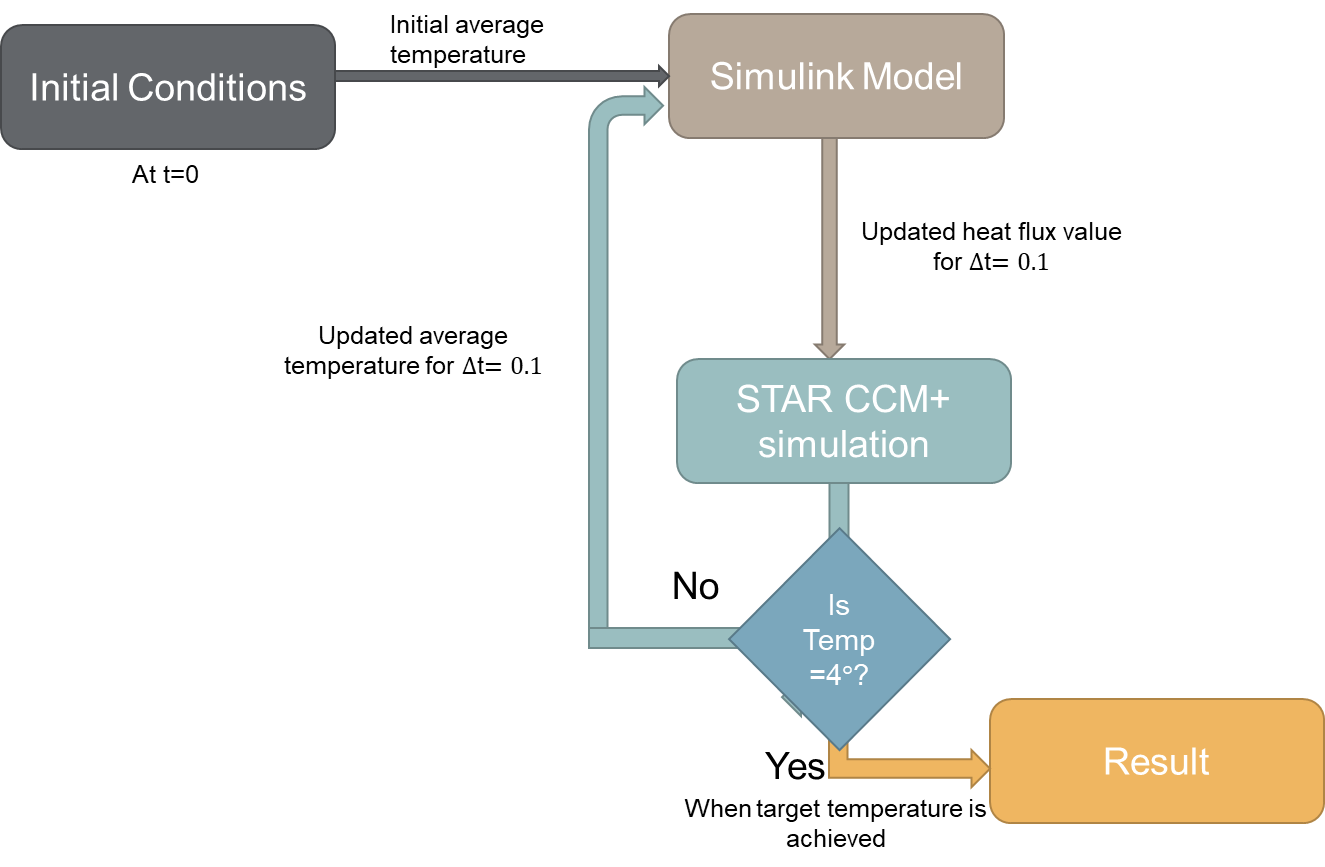 Initial average
temperature
Initial Conditions
Simulink Model
At t=0
Updated heat flux value
for Δt= 0.1
Updated average
temperature for Δt= 0.1
STAR CCM+
simulation
No
Is
Temp
=4°?
Yes
Result
When target temperature is
achieved